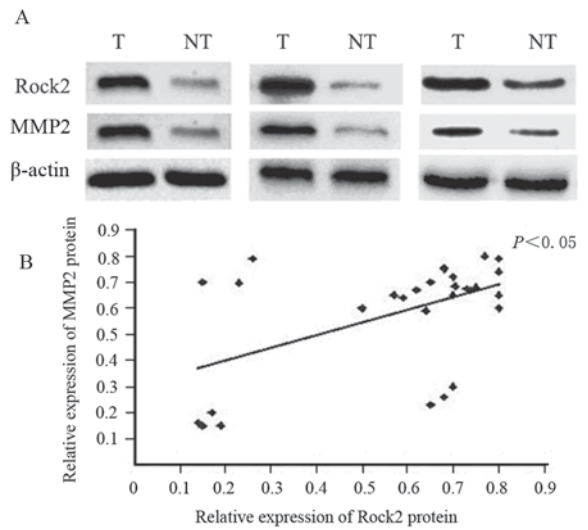 A
T NT T NT T NT
Rock2
MMP2
β-actin
B
P<0.05
Relative expression of MMP2 protein
0.9
0.8
0.7
0.6
0.5
0.4
0.3
0.2
0.1
0 0.1 0.2 0.3 0.4 0.5 0.6 0.7 0.8 0.9
Relative expression of Rock2 protein